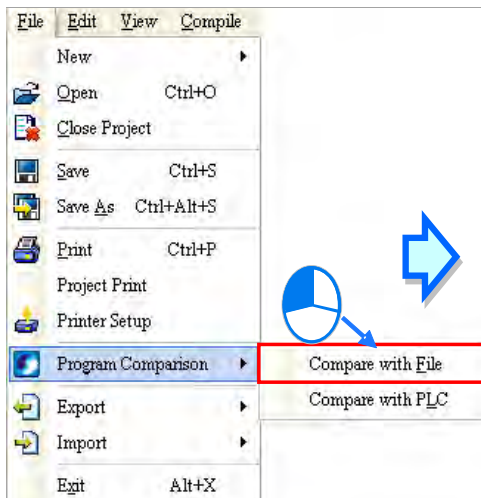 File Edit View Compile
New
Open Ctrl+O
Close Project
Save Ctrl+S
Save As Ctrl+Alt+S
Print Ctrl+P
Project Print
Printer Setup
Program Comparison
Compare with File
Compare with PLC
Export
Import
Exit Alt+X